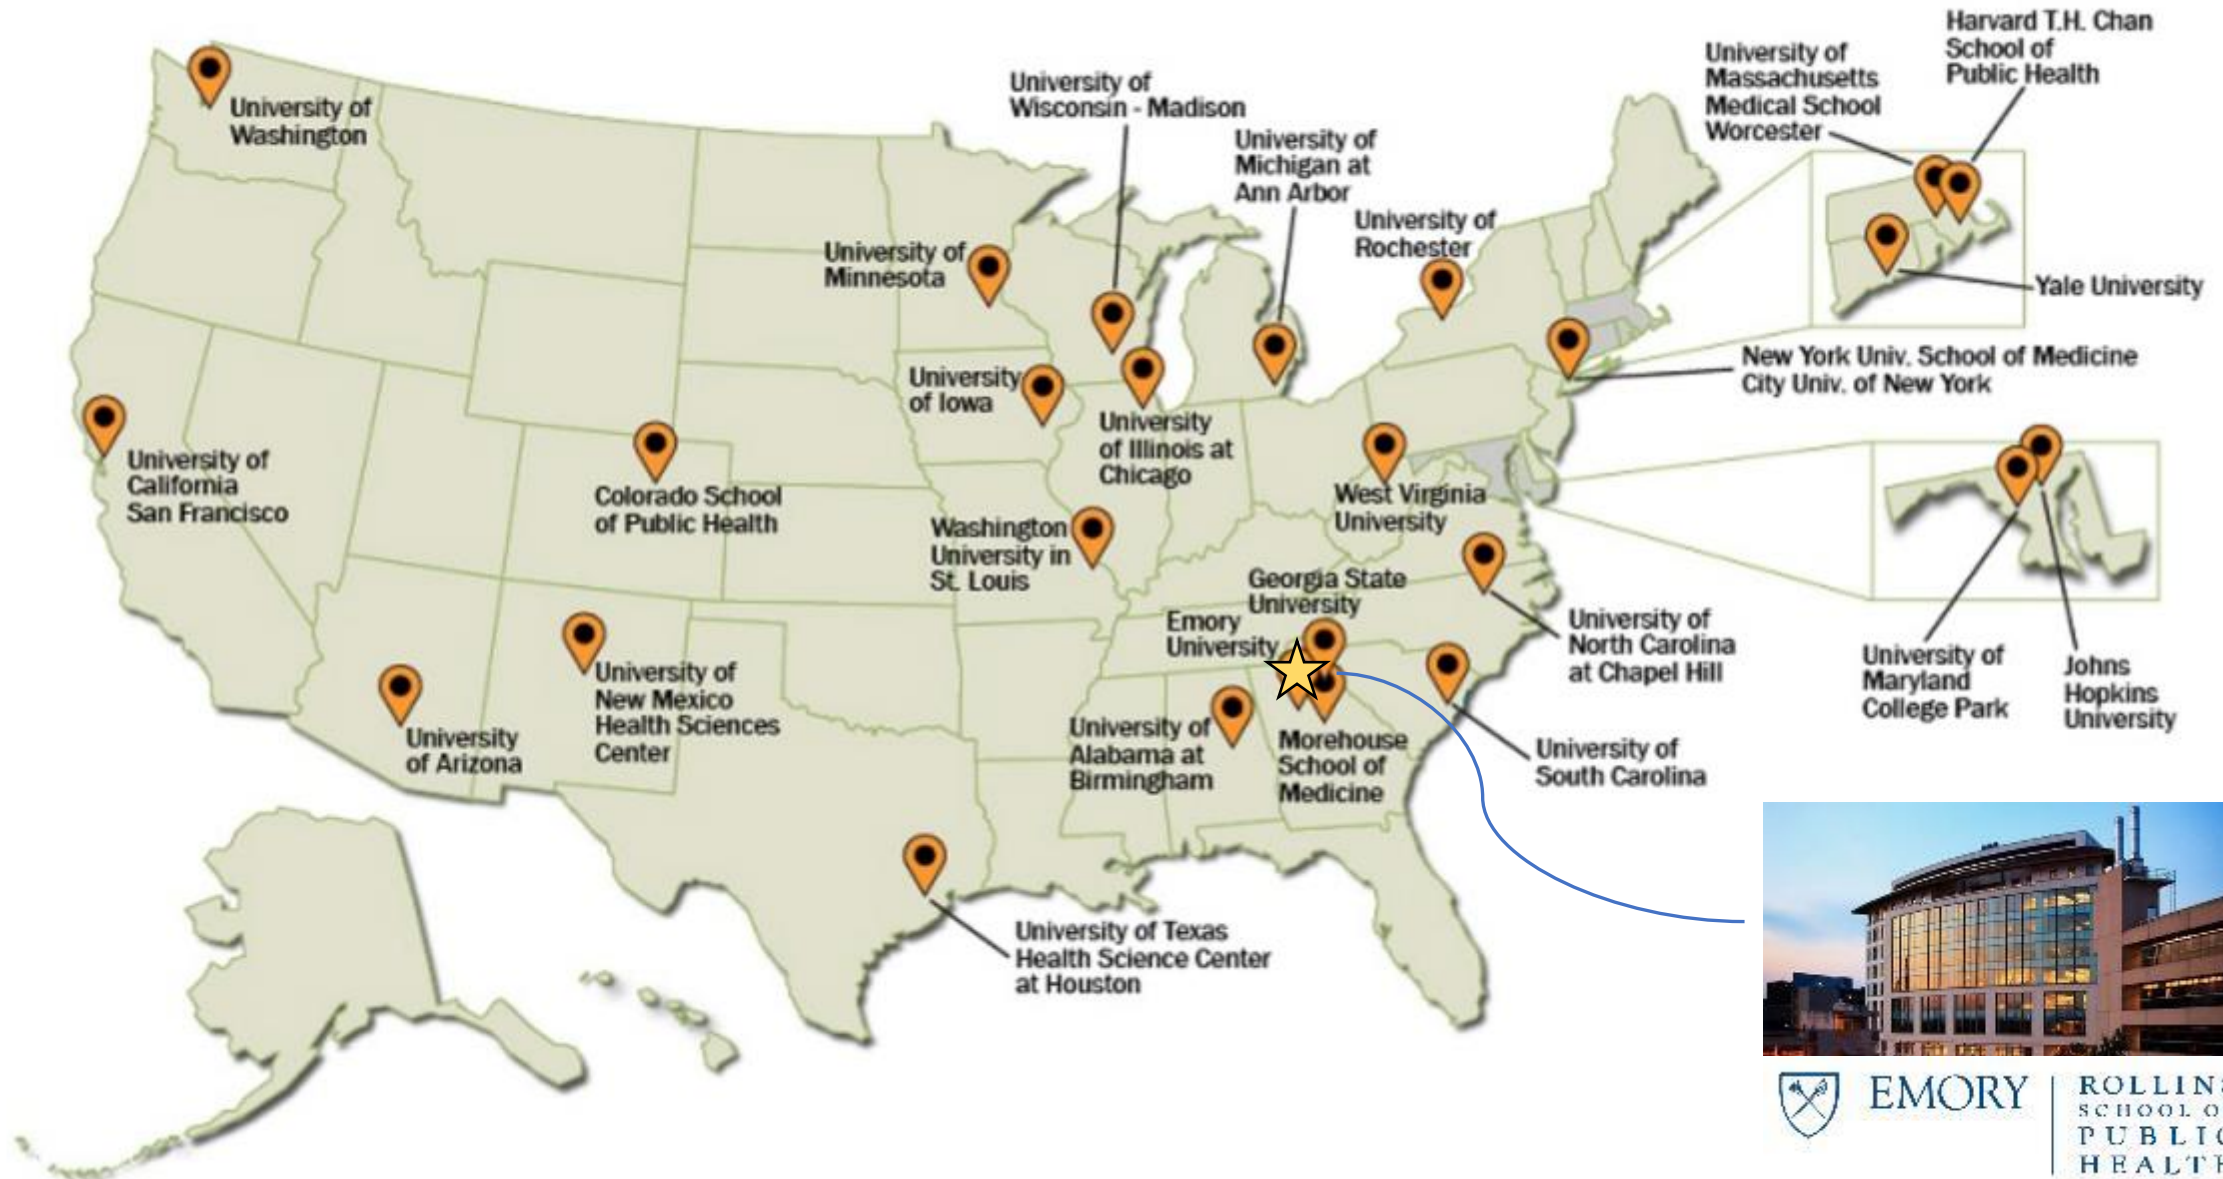 University of
Washington
University of
California
San Francisco
University
of Arizona
University of
New Mexico
Health Sciences
Center
Colorado School
of Public Health
University of
Minnesota
University
of Iowa
Washington
University in
St. Louis
University of
Wisconsin - Madison
University
of Illinois at
Chicago
University of
Michigan at
Ann Arbor
University of
Rochester
West Virginia
University
Georgia State
University
Emory
University
University of
Alabama at
Birmingham
Morehouse
School of
Medicine
University of Texas
Health Science Center
at Houston
University of
South Carolina
University of
North Carolina
at Chapel Hill
University of
Massachusetts
Medical School
Worcester
Harvard T.H. Chan
School of
Public Health
Yale University
New York Univ. School of Medicine
City Univ. of New York
University of
Maryland
College Park
Johns
Hopkins
University
EMORY
ROLLINS
SCHOOL O
PUBLIC
HEALTH